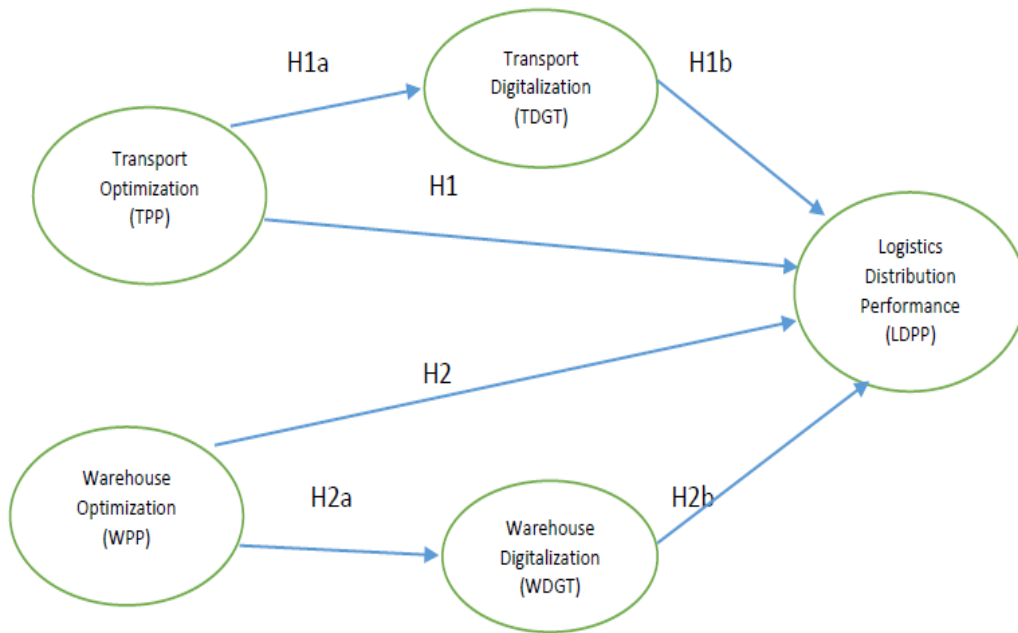 H1a
Transport
Digitalization
(TDGT)
H1b
Transport
Optimization
(TPP)
H1
Logistics
Distribution
Performance
(LDPP)
H2
Warehouse
Optimization
(WPP)
H2a
Warehouse
Digitalization
(WDGT)
H2b